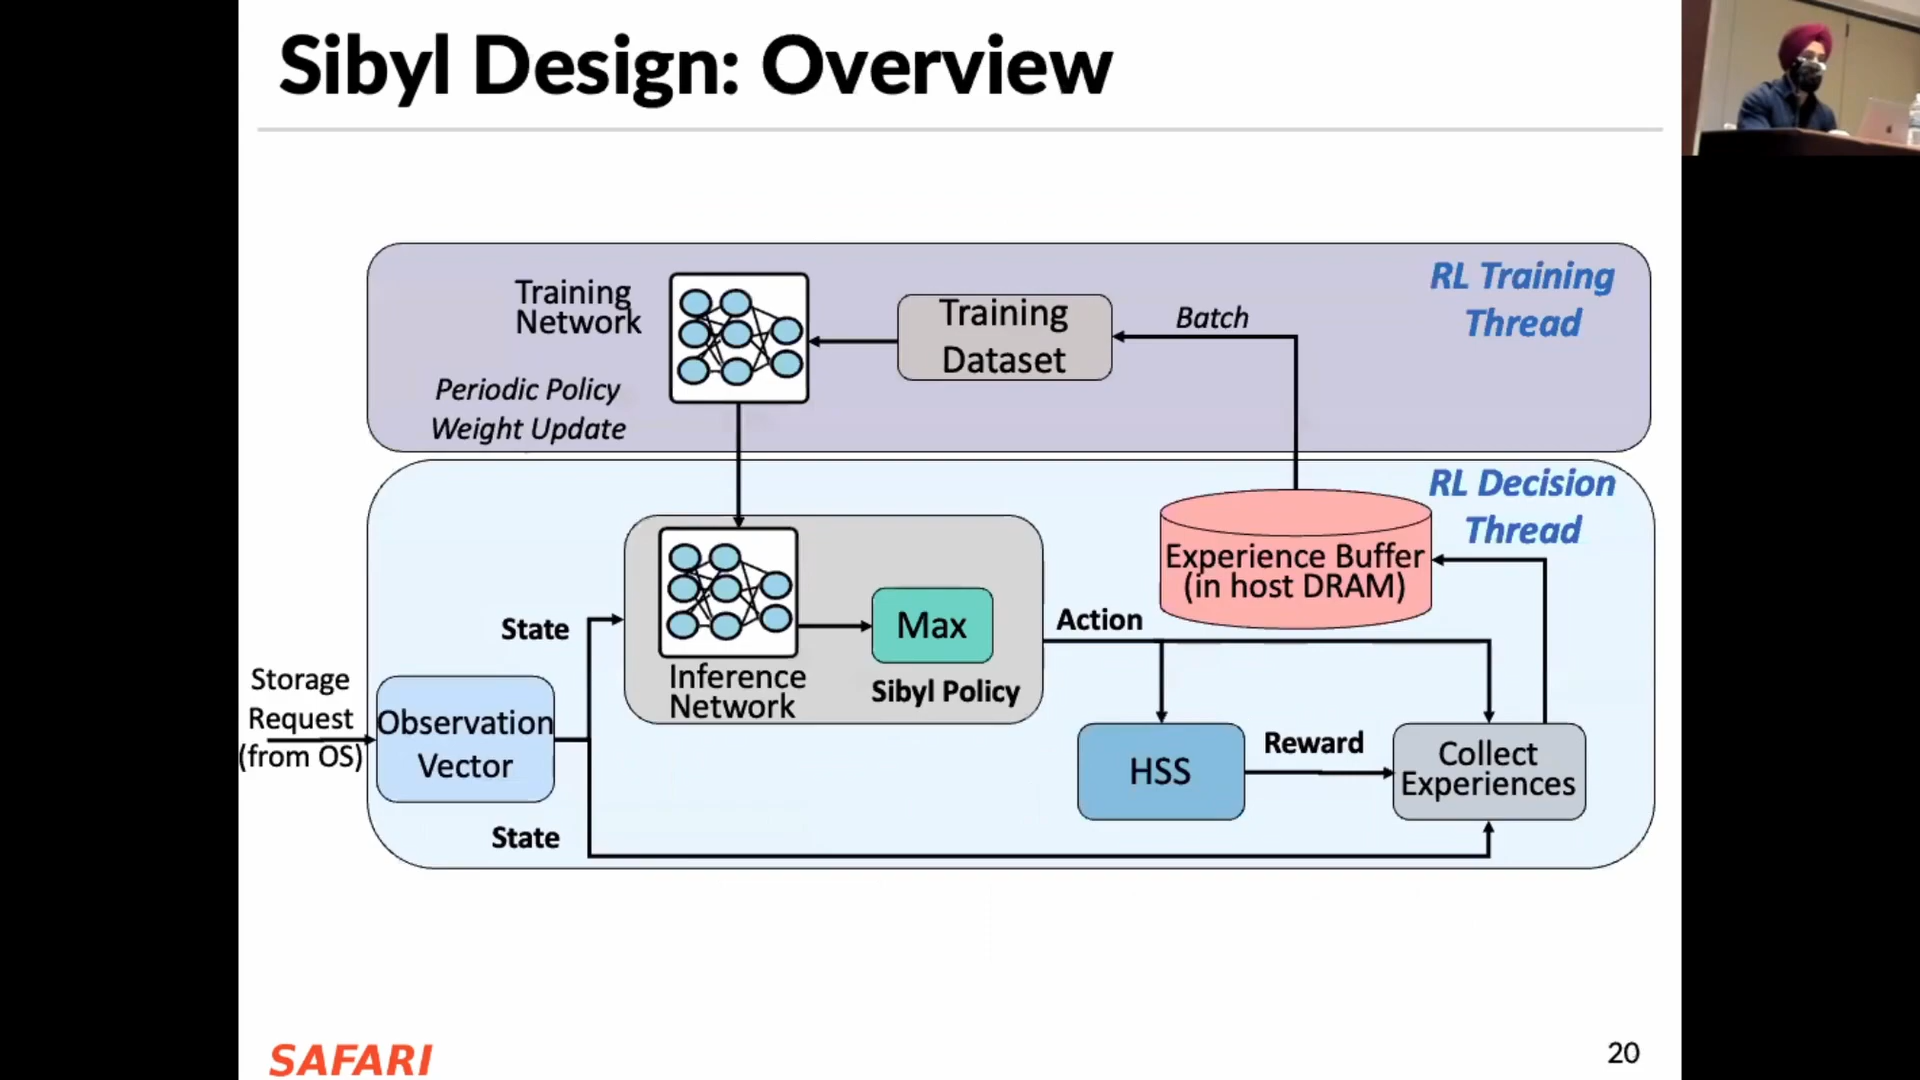 Sibyl Design: Overview
RL Training
Thread
Training
Network
Training
Dataset
Batch
Periodic Policy
Weight Update
RL Decision
Thread
Experience Buffer
(in host DRAM)
State
Max
Action
Inference
Network
Sibyl Policy
Storage
Request
(from OS)
Observation
Vector
HSS
Reward
Collect
Experiences
State
SAFARI
20